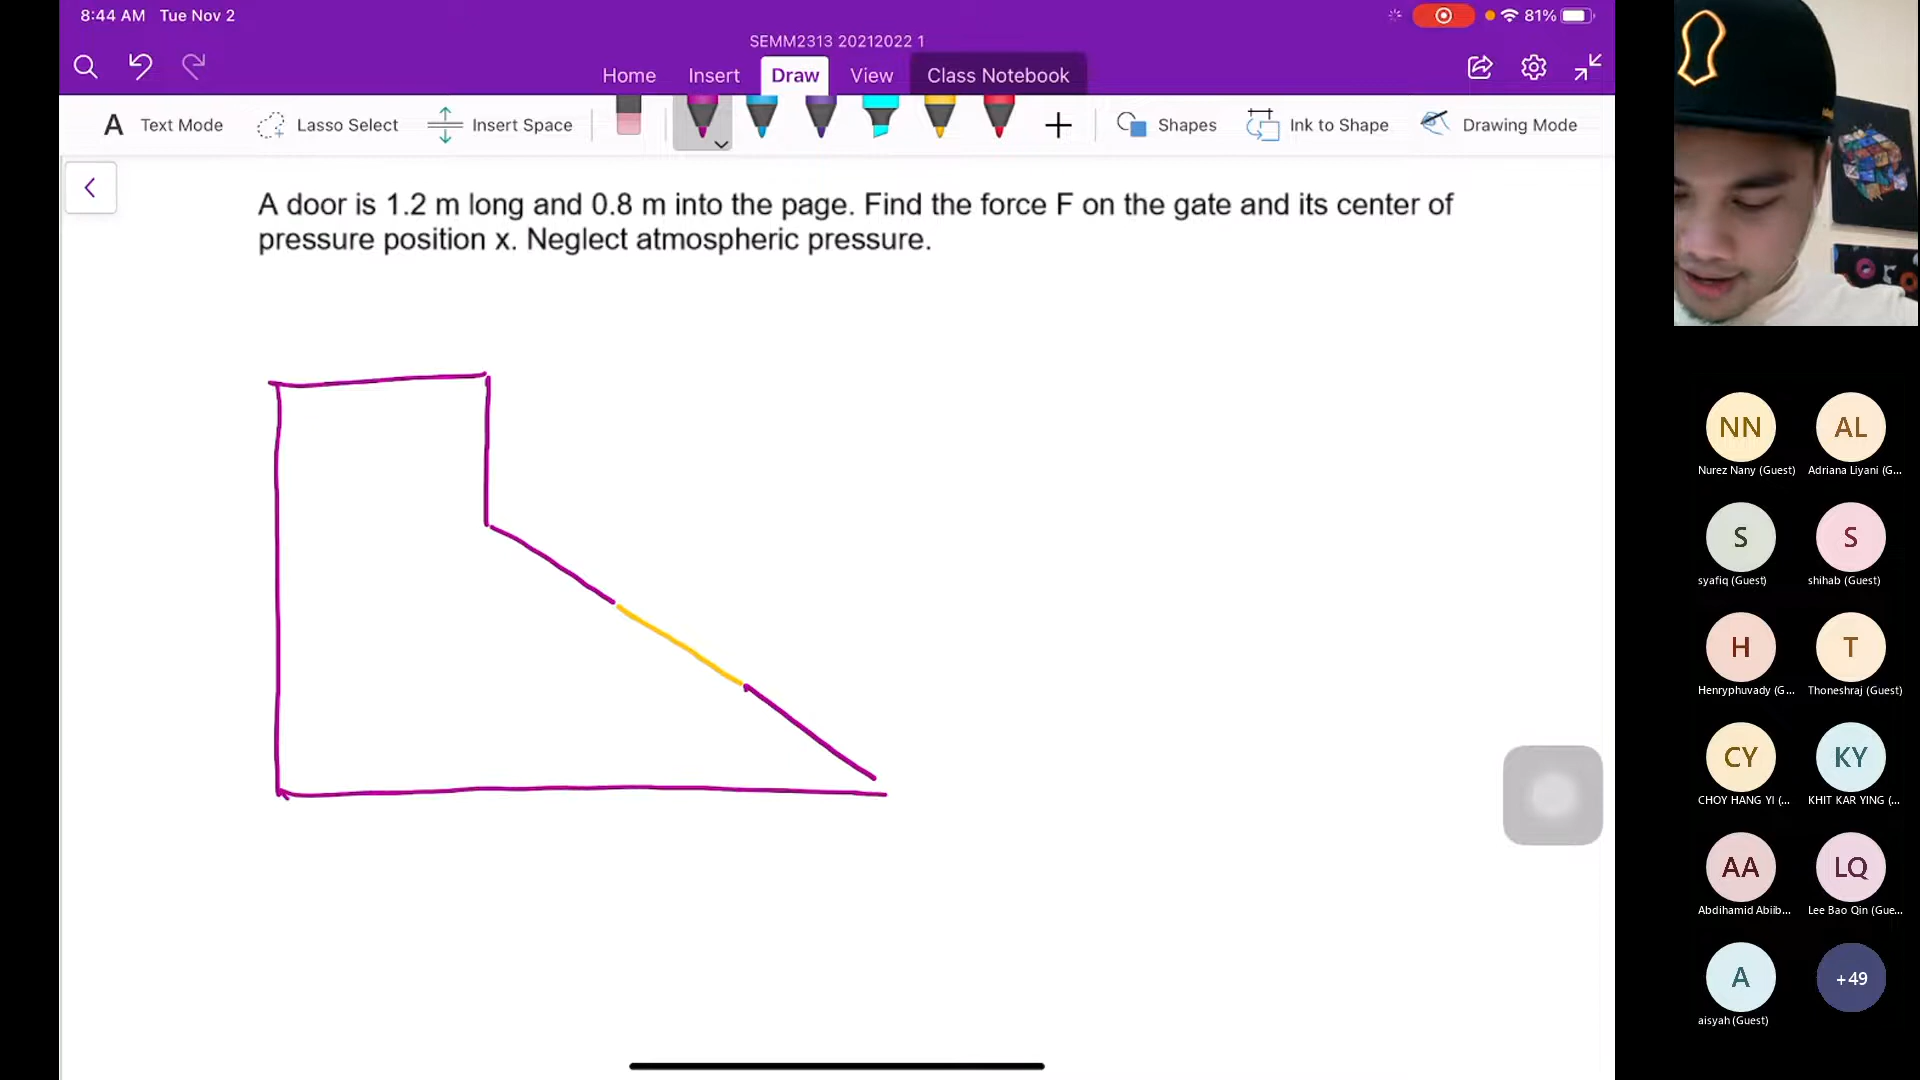 8:44 AM Tue Nov 2
81%
SEMM2313 20212022 1
Home Insert Draw View Class Notebook
A Text Mode Lasso Select Insert Space Shapes Ink to Shape Drawing Mode
A door is 1.2 m long and 0.8 m into the page. Find the force F on the gate and its center of
pressure position x. Neglect atmospheric pressure.
NN AL
Nurez Nany (Guest) Adriana Liyani (G...
S S
syafiq (Guest) shihab (Guest)
H T
Henryphuvady (G... Thoneshraj (Guest)
CY KY
CHOY HANG YI (... KHIT KAR YING (...
AA LQ
Abdihamid Abiib... Lee Bao Qin (Gue...
A +49
aisyah (Guest)